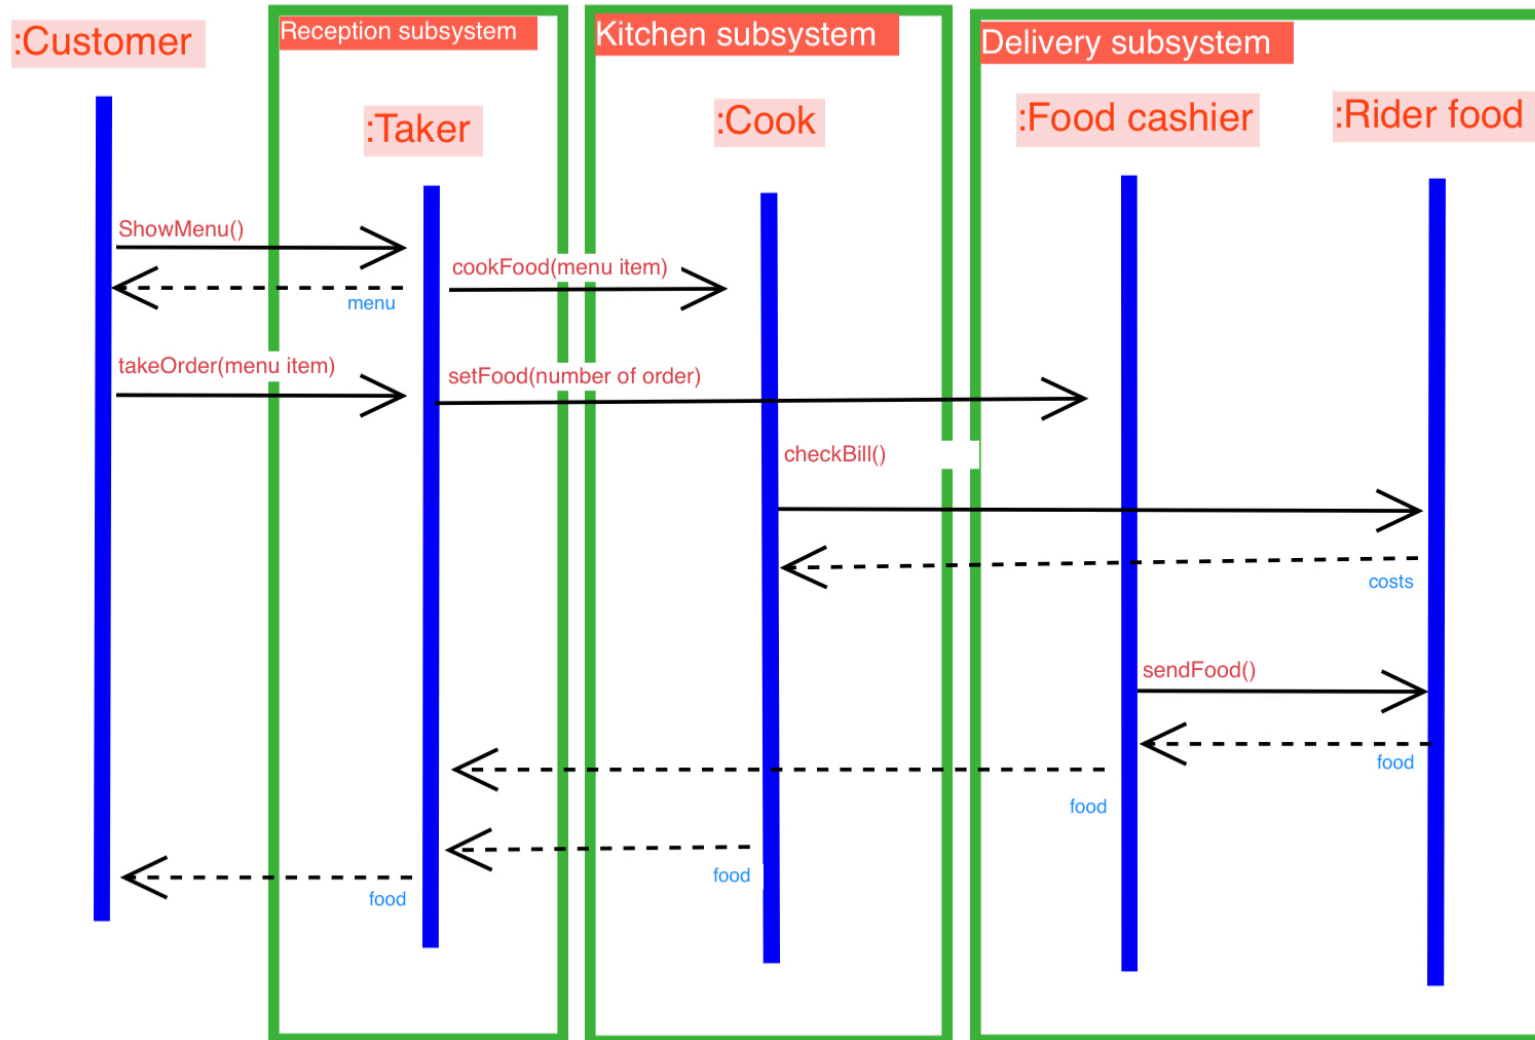 :Customer
Reception subsystem
Kitchen subsystem
Delivery subsystem
:Taker
:Cook
:Food cashier
:Rider food
ShowMenu()
cookFood(menu item)
menu
takeOrder(menu item)
setFood(number of order)
checkBill()
costs
sendFood()
food
food
food
food